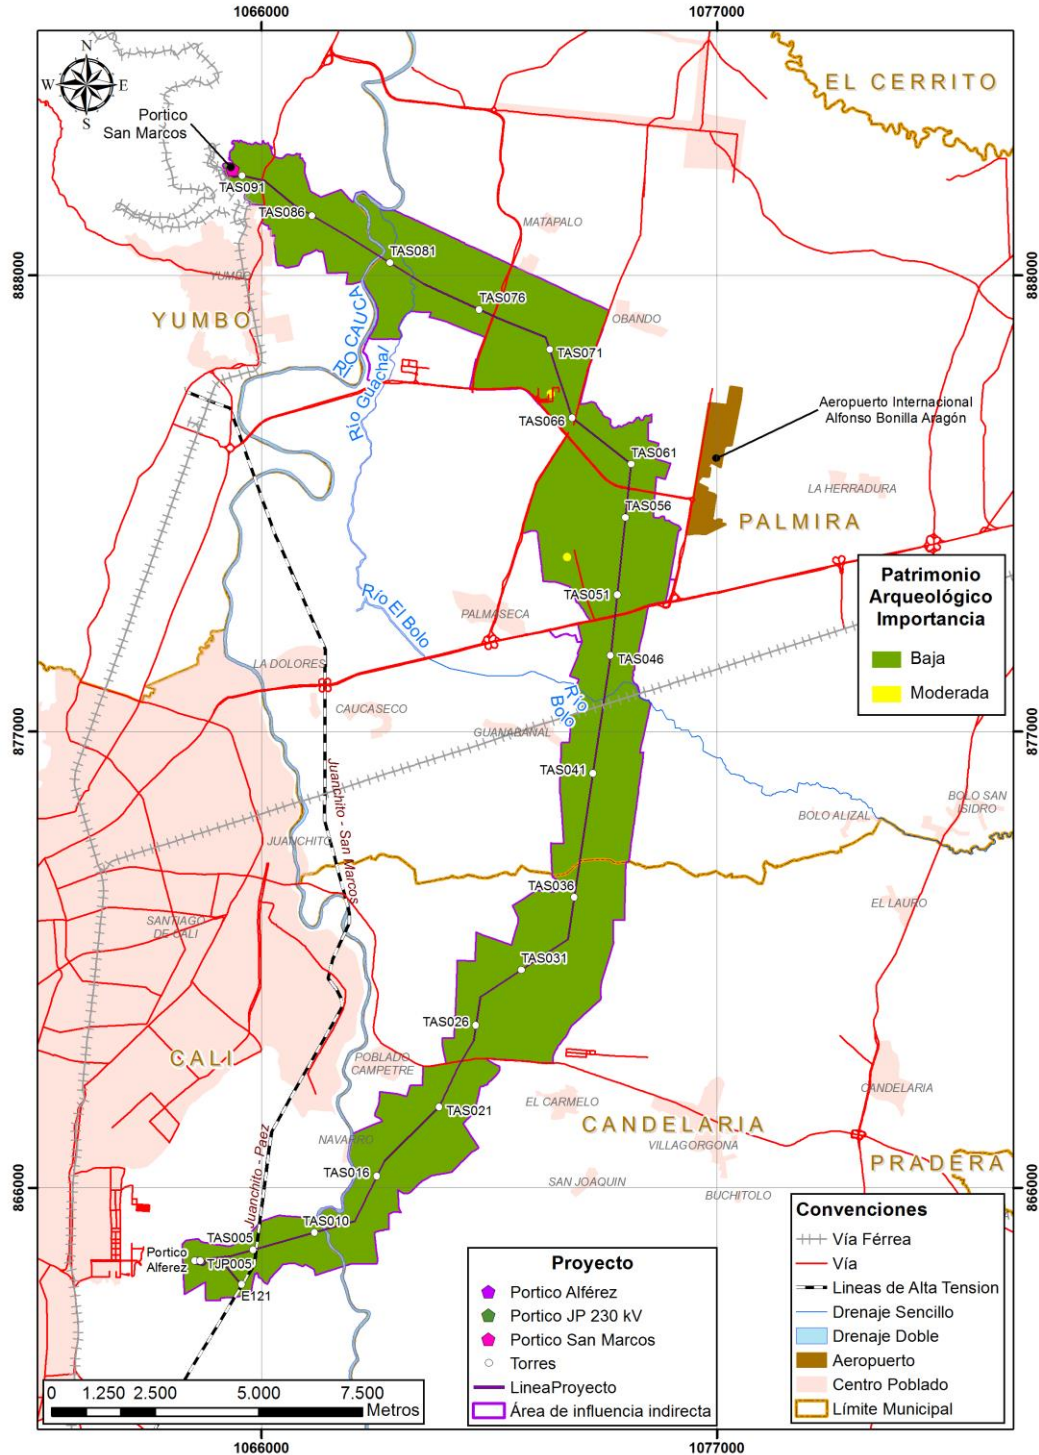 1066000
1077000
N
W
E
S
EL CERRITO
Portico
San Marcos
TAS091
TAS086
MATAPALO
TAS081
888000
888000
YUMBO
TAS076
RÍO CAUCA
OBANDO
YUMBO
Río Guachal
TAS071
Aeropuerto Internacional
Alfonso Bonilla Aragón
TAS066
TAS061
LA HERRADURA
TAS056
PALMIRA
Patrimonio
Arqueológico
Importancia
Baja
Moderada
TAS051
Río El Bolo
PALMASECA
TAS046
LA DOLORES
Río
Bolo
CAUCASECO
877000
877000
GUANABANAL
TAS041
Juanchito - San Marcos
BOLO SAN
ISIDRO
BOLO ALIZAL
JUANCHITO
TAS036
EL LAURO
SANTIAGO
DE CALI
TAS031
TAS026
CALI
POBLADO
CAMPETRE
CANDELARIA
EL CARMELO
TAS021
CANDELARIA
NAVARRO
VILLAGORGONA
Juanchito - Paez
PRADERA
TAS016
SAN JOAQUIN
BUCHITOLO
866000
866000
TAS010
TAS005
Portico
Alferez
TJP005
E121
Proyecto
Portico Alférez
Portico JP 230 kV
Portico San Marcos
Torres
LineaProyecto
Área de influencia indirecta
Convenciones
Vía Férrea
Vía
Lineas de Alta Tension
Drenaje Sencillo
Drenaje Doble
Aeropuerto
Centro Poblado
Límite Municipal
0 1.250 2.500 5.000 7.500
Metros
1066000
1077000